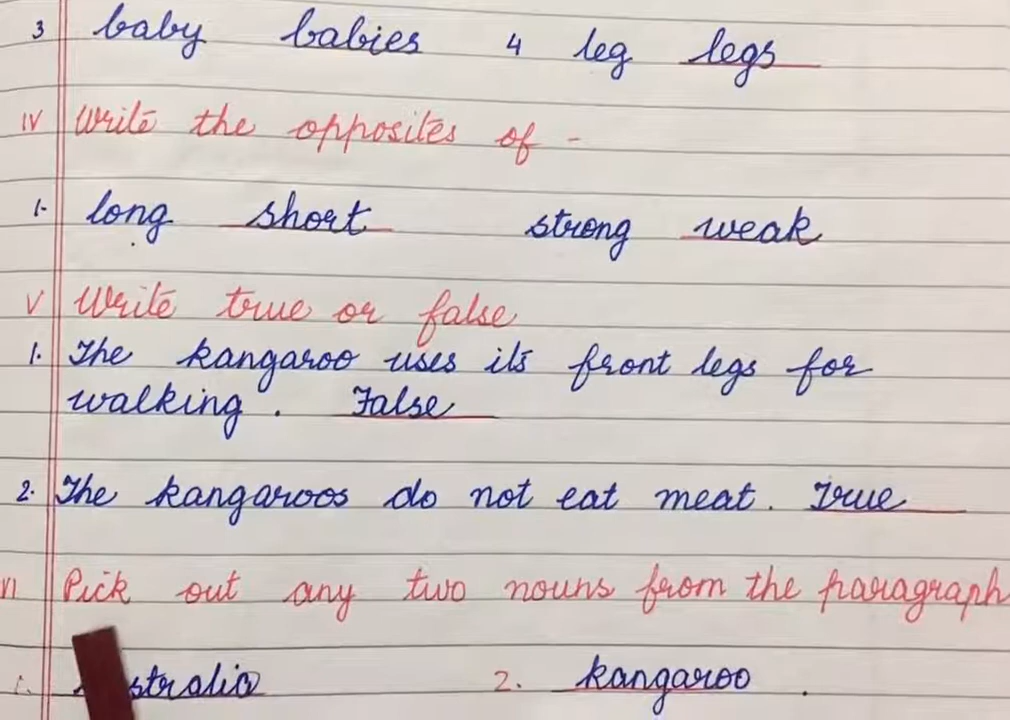 3 baby babies 4 leg legs
IV Write the opposites of -
1. long short strong weak
V Write true or false
1. The kangaroo uses its front legs for
walking. False
2. The kangaroos do not eat meat. True
VI Pick out any two nouns from the paragraph
1. 2. kangaroo.